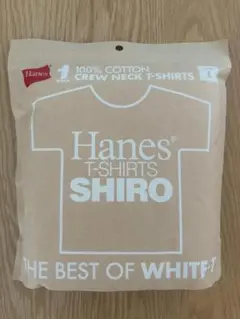 Hanes
1
100% COTTON
CREW NECK T-SHIRTS
L
Hanes®
T-SHIRTS
SHIRO
THE BEST OF WHITE-T